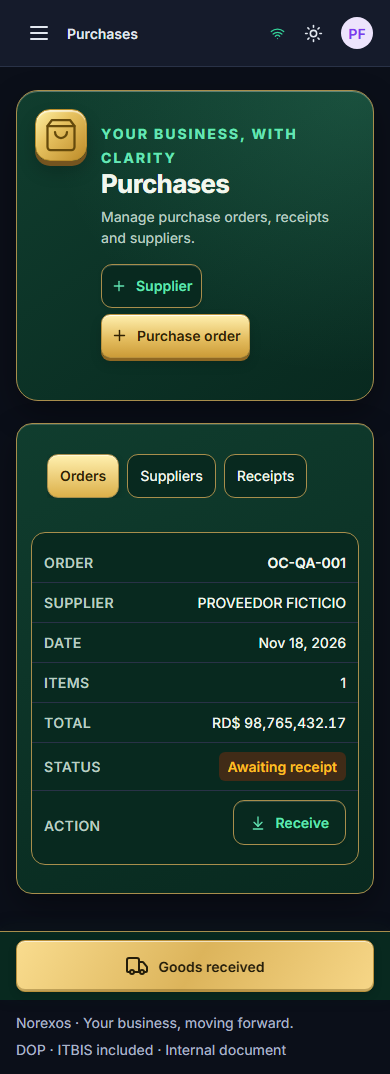 Purchases
PF
YOUR BUSINESS, WITH
CLARITY
Purchases
Manage purchase orders, receipts
and suppliers.
+ Supplier
+ Purchase order
Orders Suppliers Receipts
ORDER OC-QA-001
SUPPLIER PROVEEDOR FICTICIO
DATE Nov 18, 2026
ITEMS 1
TOTAL RD$ 98,765,432.17
STATUS Awaiting receipt
ACTION Receive
Goods received
Norexos · Your business, moving forward.
DOP · ITBIS included · Internal document